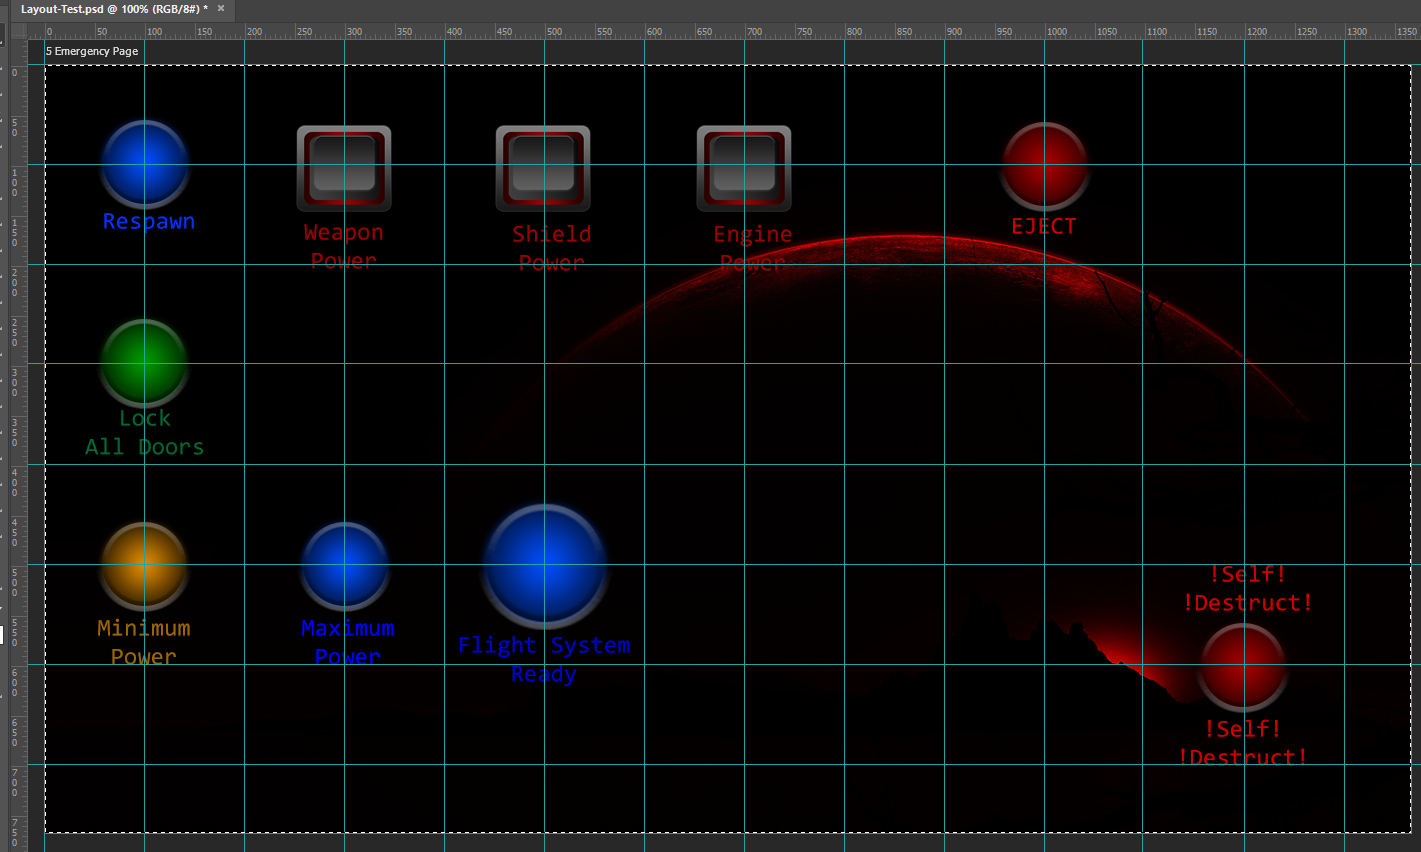 Layout-Test.psd @ 100% (RGB/8#) * ×
0 50 100 150 200 250 300 350 400 450 500 550 600 650 700 750 800 850 900 950 1000 1050 1100 1150 1200 1250 1300 1350
5 Emergency Page
0
50
100
150
200
250
300
350
400
450
500
550
600
650
700
750
Respawn
Weapon
Power
Shield
Power
Engine
Power
EJECT
Lock
All Doors
Minimum
Power
Maximum
Power
Flight System
Ready
!Self!
!Destruct!
!Self!
!Destruct!